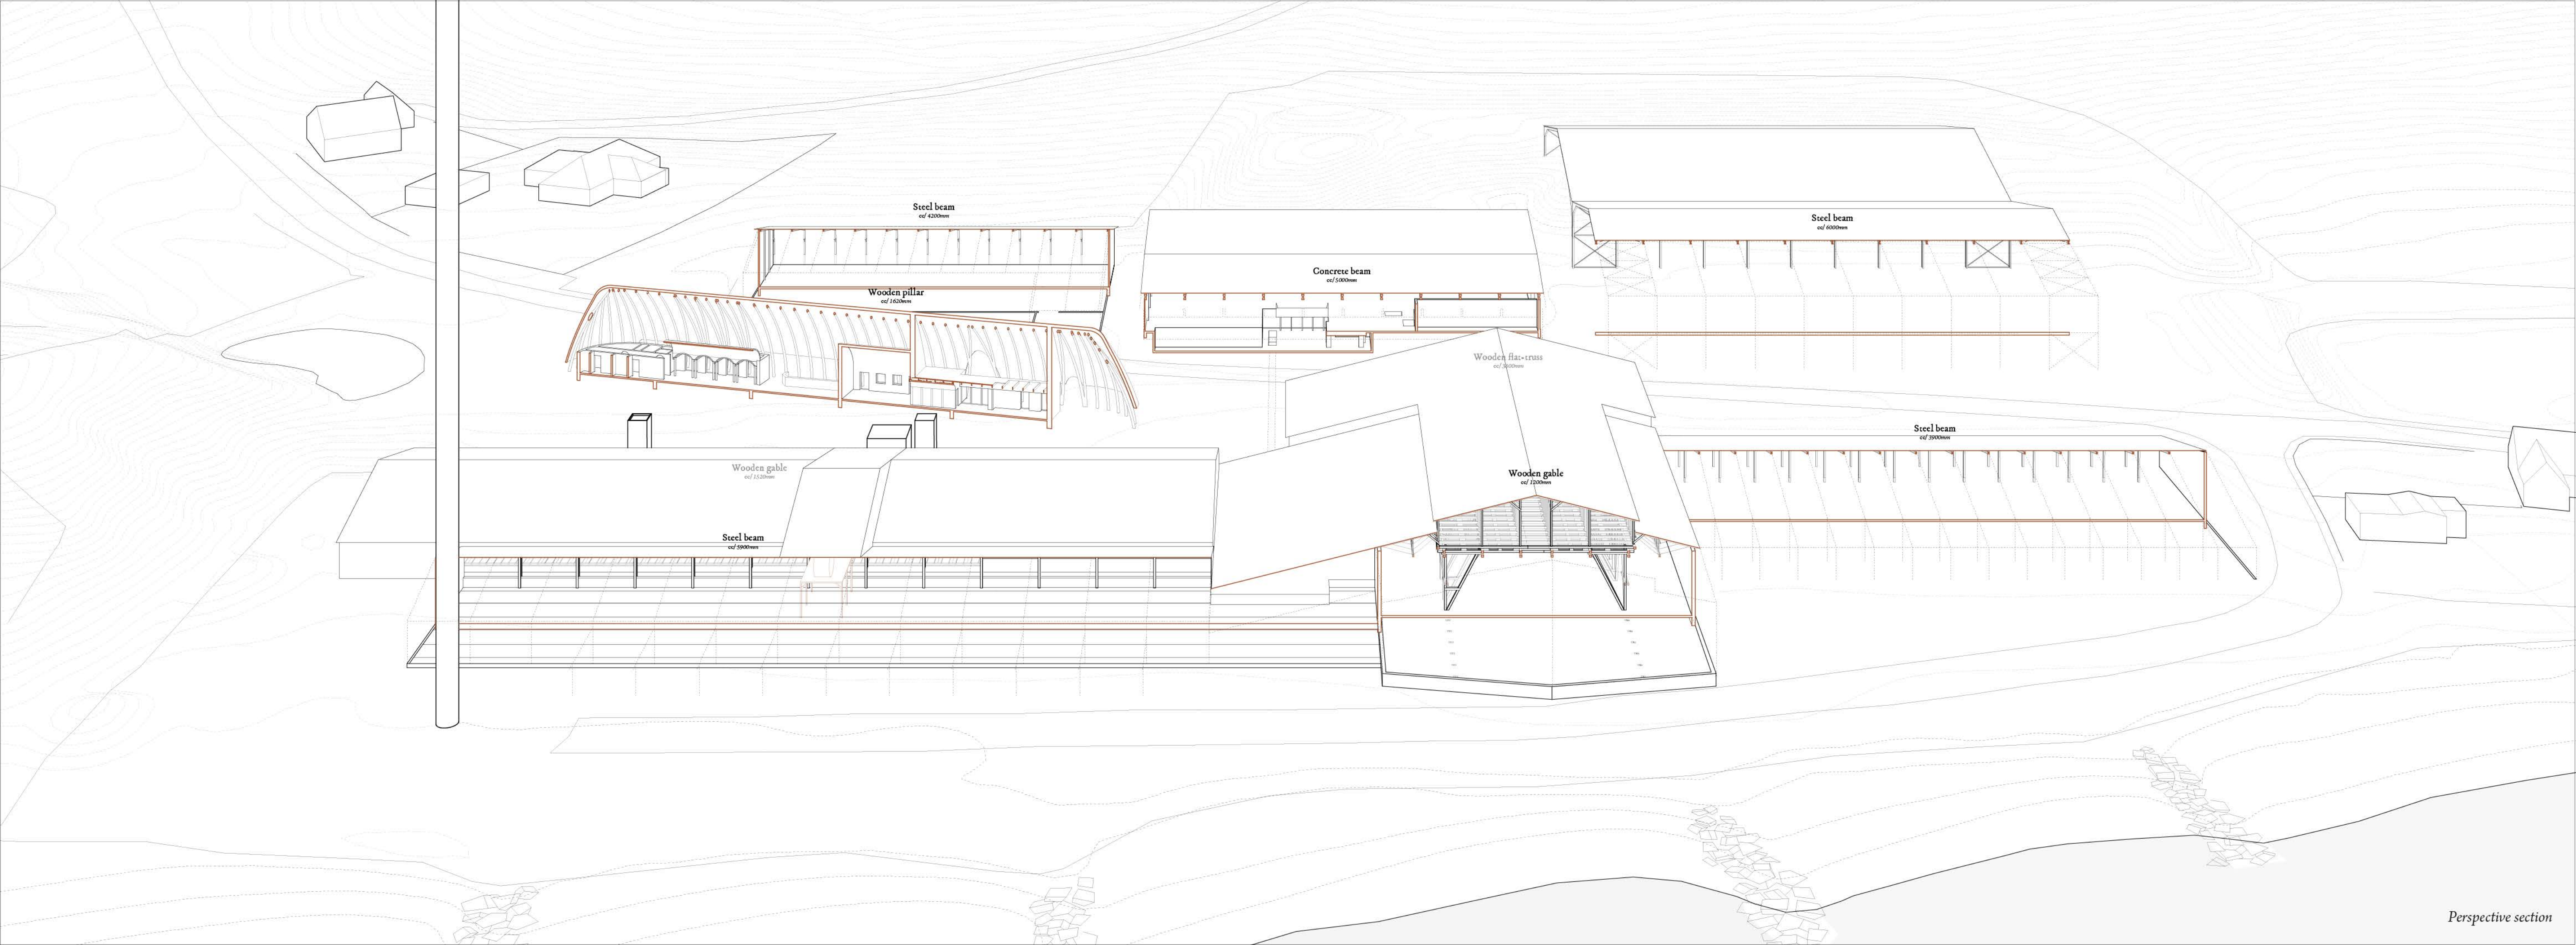 Steel beam
cc/ 4200mm
Steel beam
cc/ 6000mm
Concrete beam
cc/ 5000mm
Wooden pillar
cc/ 1620mm
Wooden flat-truss
Steel beam
cc/ 3900mm
Wooden gable
cc/ 1520mm
Wooden gable
cc/ 1200mm
Steel beam
cc/ 5900mm
Perspective section